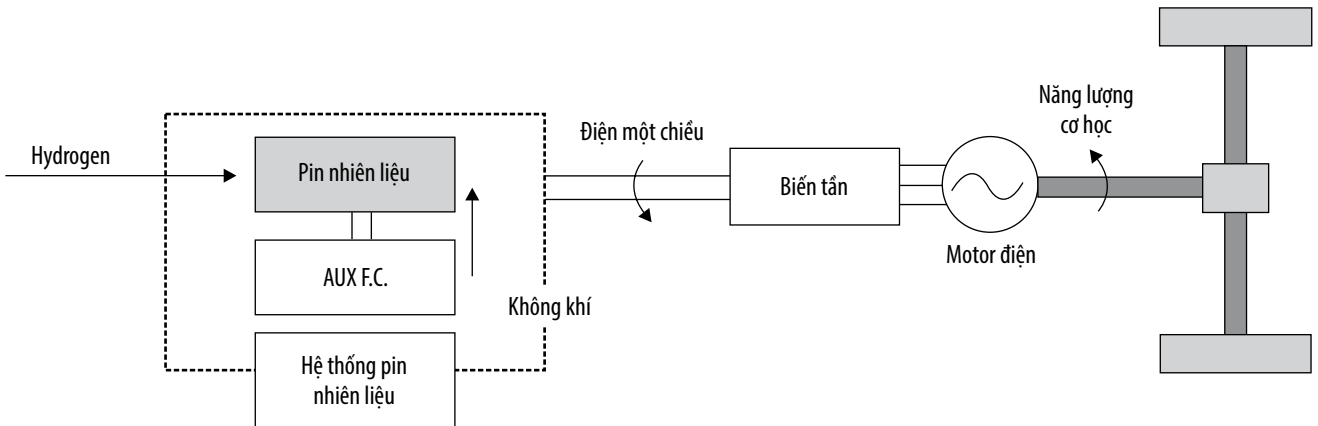 Hydrogen
Pin nhiên liệu
AUX F.C.
Không khí
Hệ thống pin
nhiên liệu
Điện một chiều
Biến tần
Motor điện
Năng lượng
cơ học